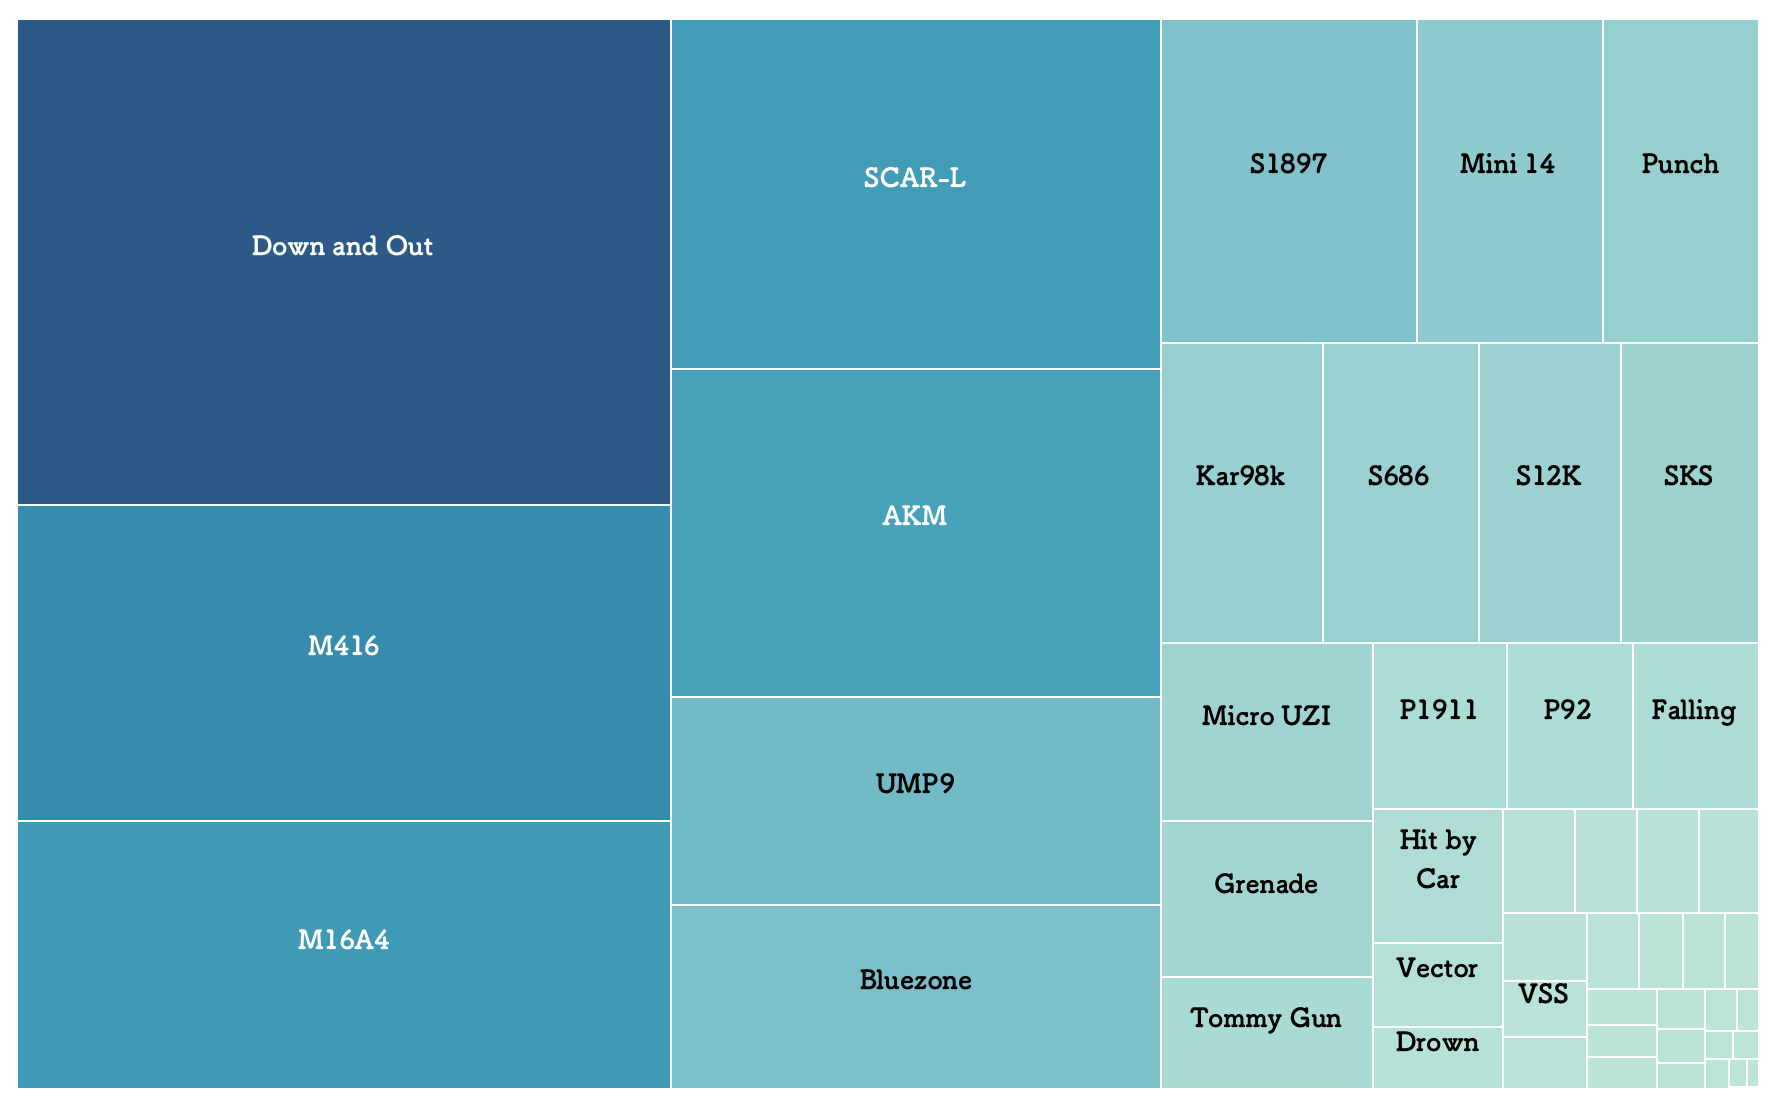 Down and Out
M416
M16A4
SCAR-L
AKM
UMP9
Bluezone
S1897
Mini 14
Punch
Kar98k
S686
S12K
SKS
Micro UZI
Grenade
Tommy Gun
P1911
P92
Falling
Hit by
Car
Vector
Drown
VSS